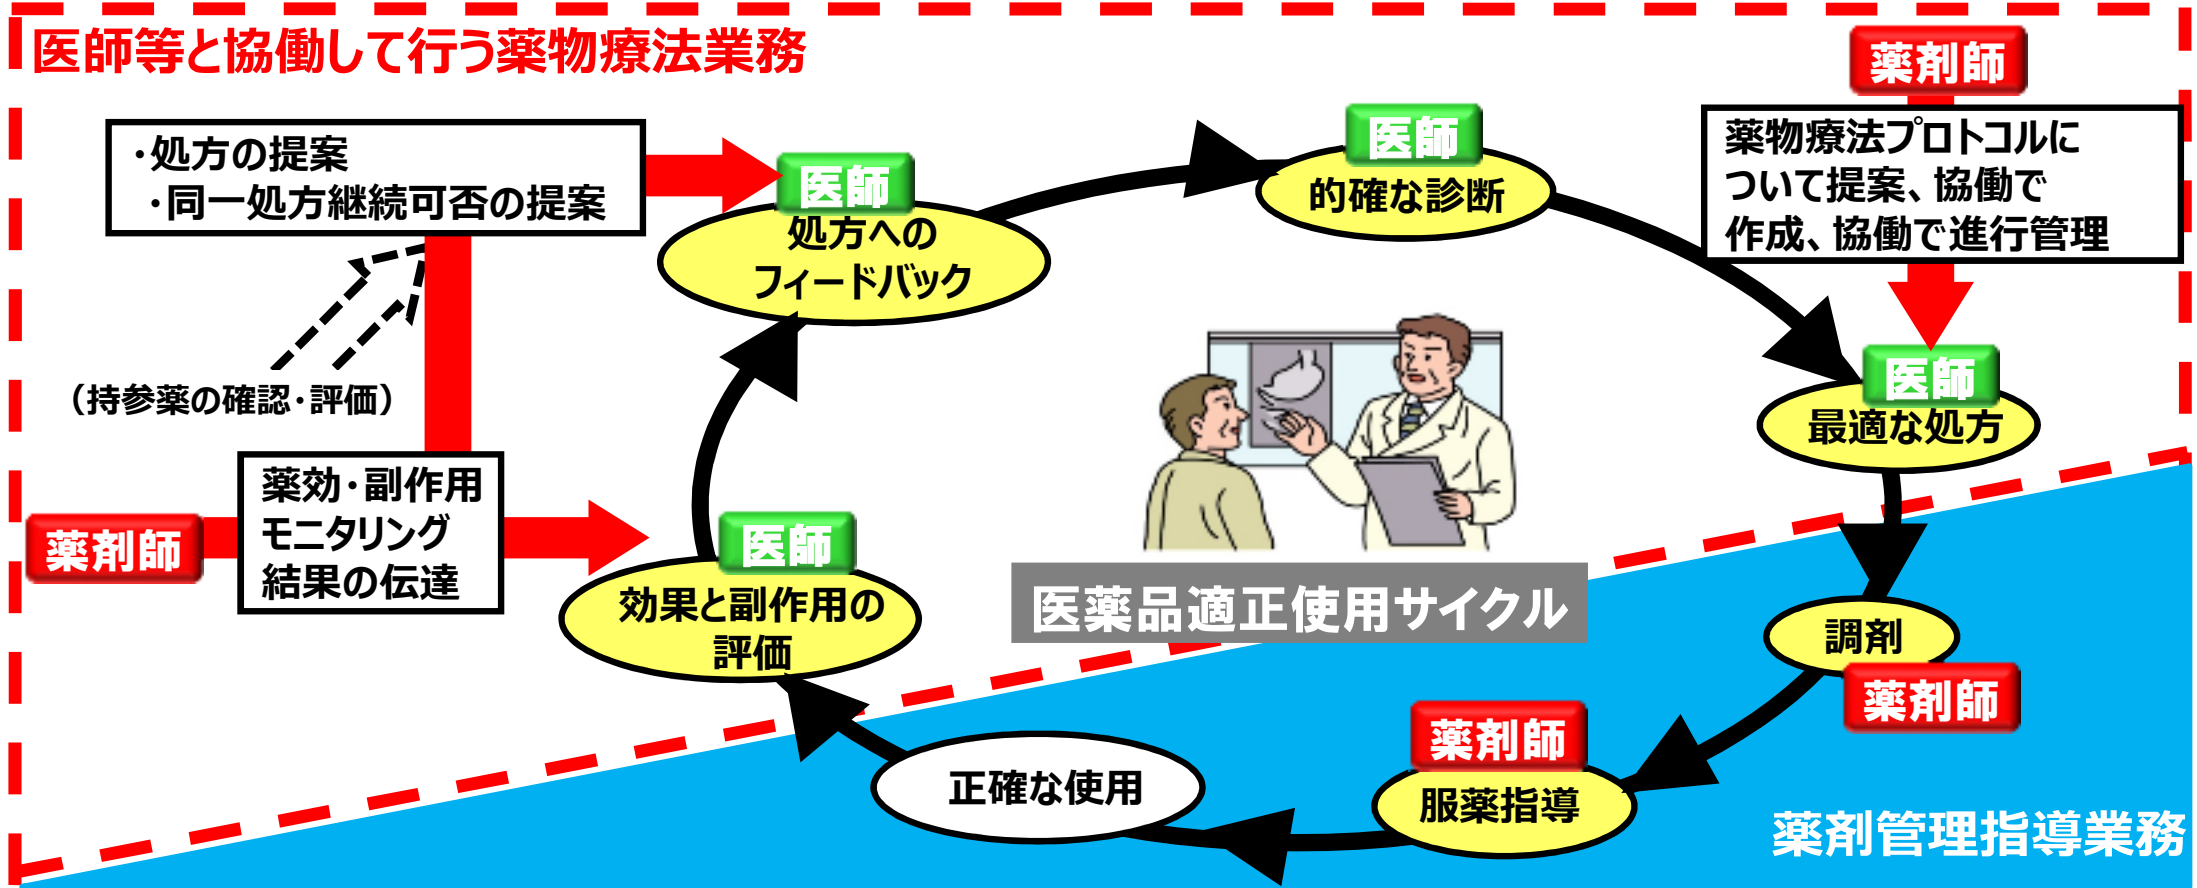 医師等と協働して行う薬物療法業務
薬剤師
薬物療法プロトコルに
ついて提案、協働で
作成、協働で進行管理
・処方の提案
・同一処方継続可否の提案
医師
処方への
フィードバック
医師
的確な診断
医師
最適な処方
（持参薬の確認・評価）
薬剤師
薬効・副作用
モニタリング
結果の伝達
医師
効果と副作用の
評価
医薬品適正使用サイクル
調剤
薬剤師
薬剤師
服薬指導
正確な使用
薬剤管理指導業務